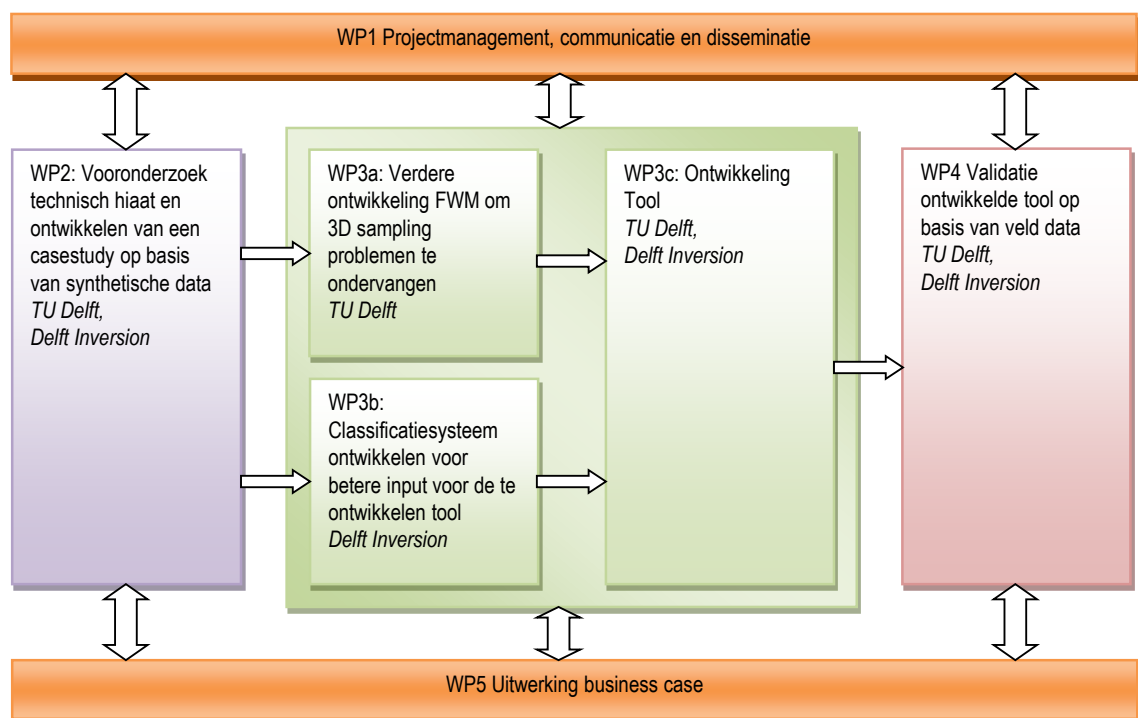 WP1 Projectmanagement, communicatie en disseminatie
WP2: Vooronderzoek
technisch hiaat en
ontwikkelen van een
casestudy op basis
van synthetische data
TU Delft,
Delft Inversion
WP3a: Verdere
ontwikkeling FWM om
3D sampling
problemen te
ondervangen
TU Delft
WP3b:
Classificatiesysteem
ontwikkelen voor
betere input voor de te
ontwikkelen tool
Delft Inversion
WP3c: Ontwikkeling
Tool
TU Delft,
Delft Inversion
WP4 Validatie
ontwikkelde tool op
basis van veld data
TU Delft,
Delft Inversion
WP5 Uitwerking business case